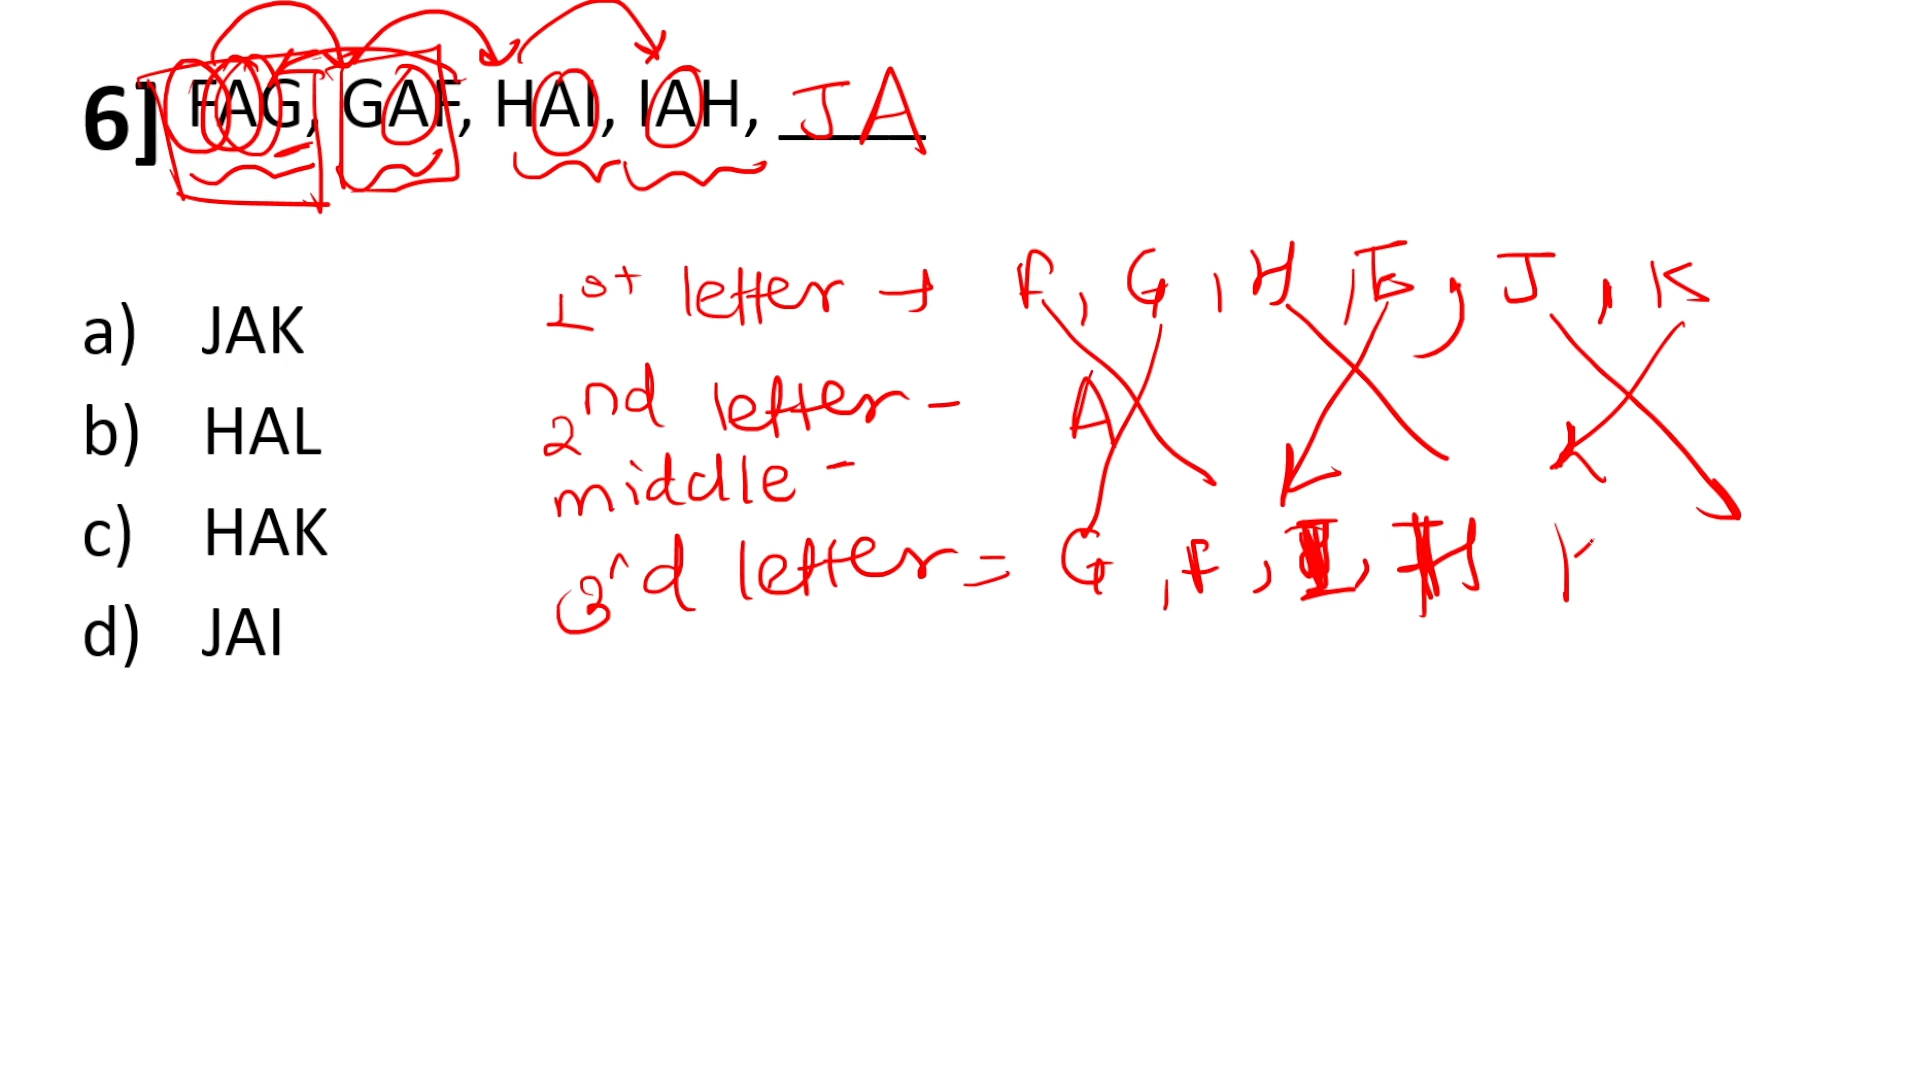 6] FAG, GAF, HAI, IAH, JA
a) JAK
b) HAL
c) HAK
d) JAI
1st letter → F, G, H, I, J, K
2nd letter - A
middle -
3rd letter = G, F, I, H